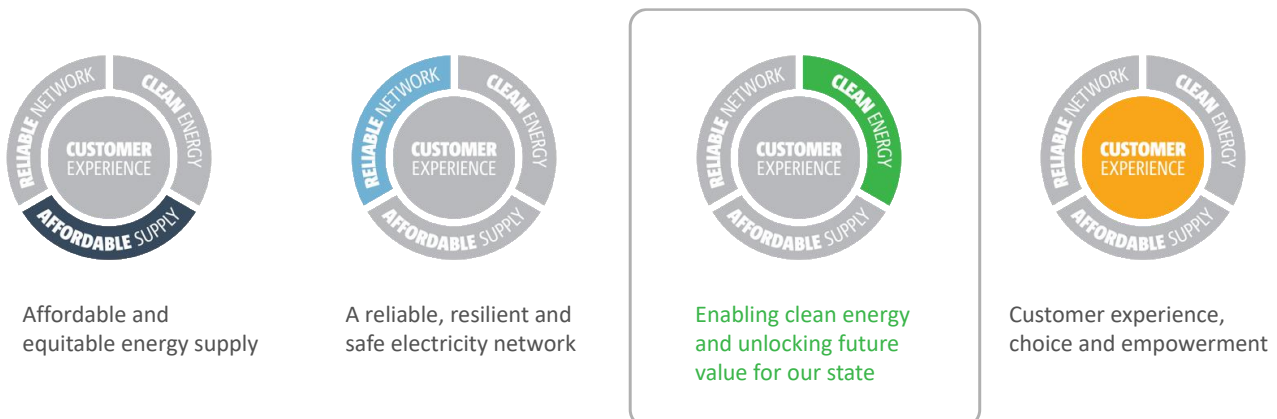 RELIABLE NETWORK
CLEAN ENERGY
CUSTOMER
EXPERIENCE
AFFORDABLE SUPPLY
Affordable and
equitable energy supply
RELIABLE NETWORK
CLEAN ENERGY
CUSTOMER
EXPERIENCE
AFFORDABLE SUPPLY
A reliable, resilient and
safe electricity network
RELIABLE NETWORK
CLEAN ENERGY
CUSTOMER
EXPERIENCE
AFFORDABLE SUPPLY
Enabling clean energy
and unlocking future
value for our state
RELIABLE NETWORK
CLEAN ENERGY
CUSTOMER
EXPERIENCE
AFFORDABLE SUPPLY
Customer experience,
choice and empowerment